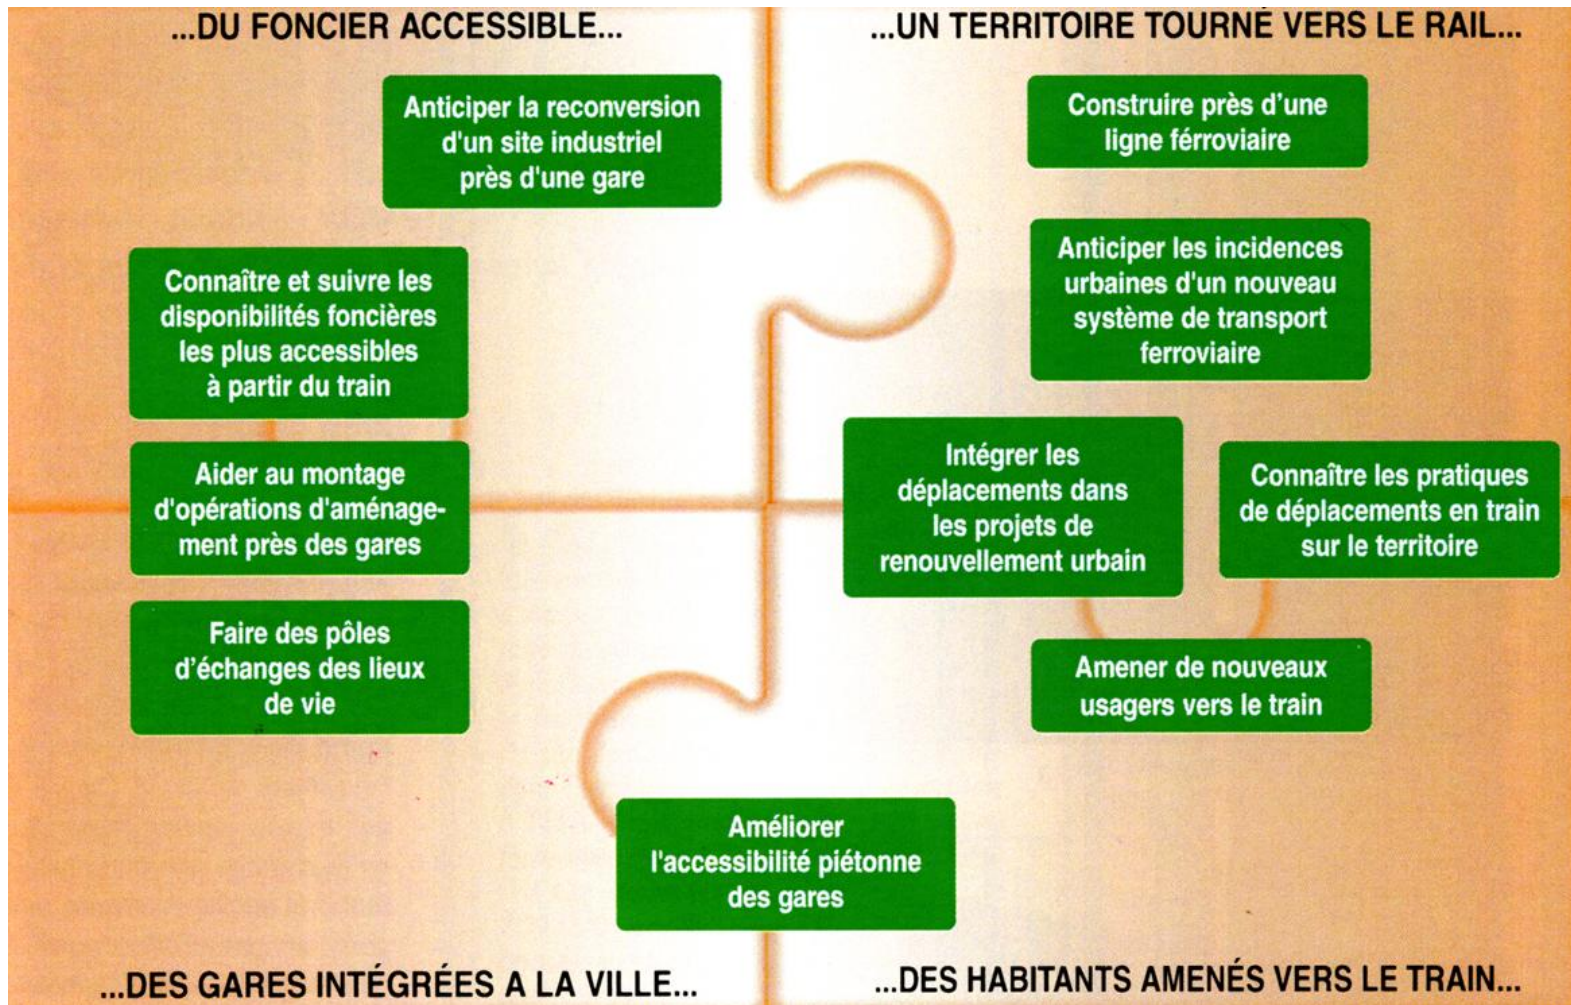 ...DU FONCIER ACCESSIBLE...
...UN TERRITOIRE TOURNÉ VERS LE RAIL...
Anticiper la reconversion
d'un site industriel
près d'une gare
Construire près d’une
ligne férroviaire
Connaître et suivre les
disponibilités foncières
les plus accessibles
à partir du train
Anticiper les incidences
urbaines d'un nouveau
système de transport
ferroviaire
Aider au montage
d'opérations d'aménage-
ment près des gares
Intégrer les
déplacements dans
les projets de
renouvellement urbain
Connaître les pratiques
de déplacements en train
sur le territoire
Faire des pôles
d’échanges des lieux
de vie
Amener de nouveaux
usagers vers le train
Améliorer
l'accessibilité piétonne
des gares
...DES GARES INTÉGRÉES A LA VILLE...
...DES HABITANTS AMENÉS VERS LE TRAIN...